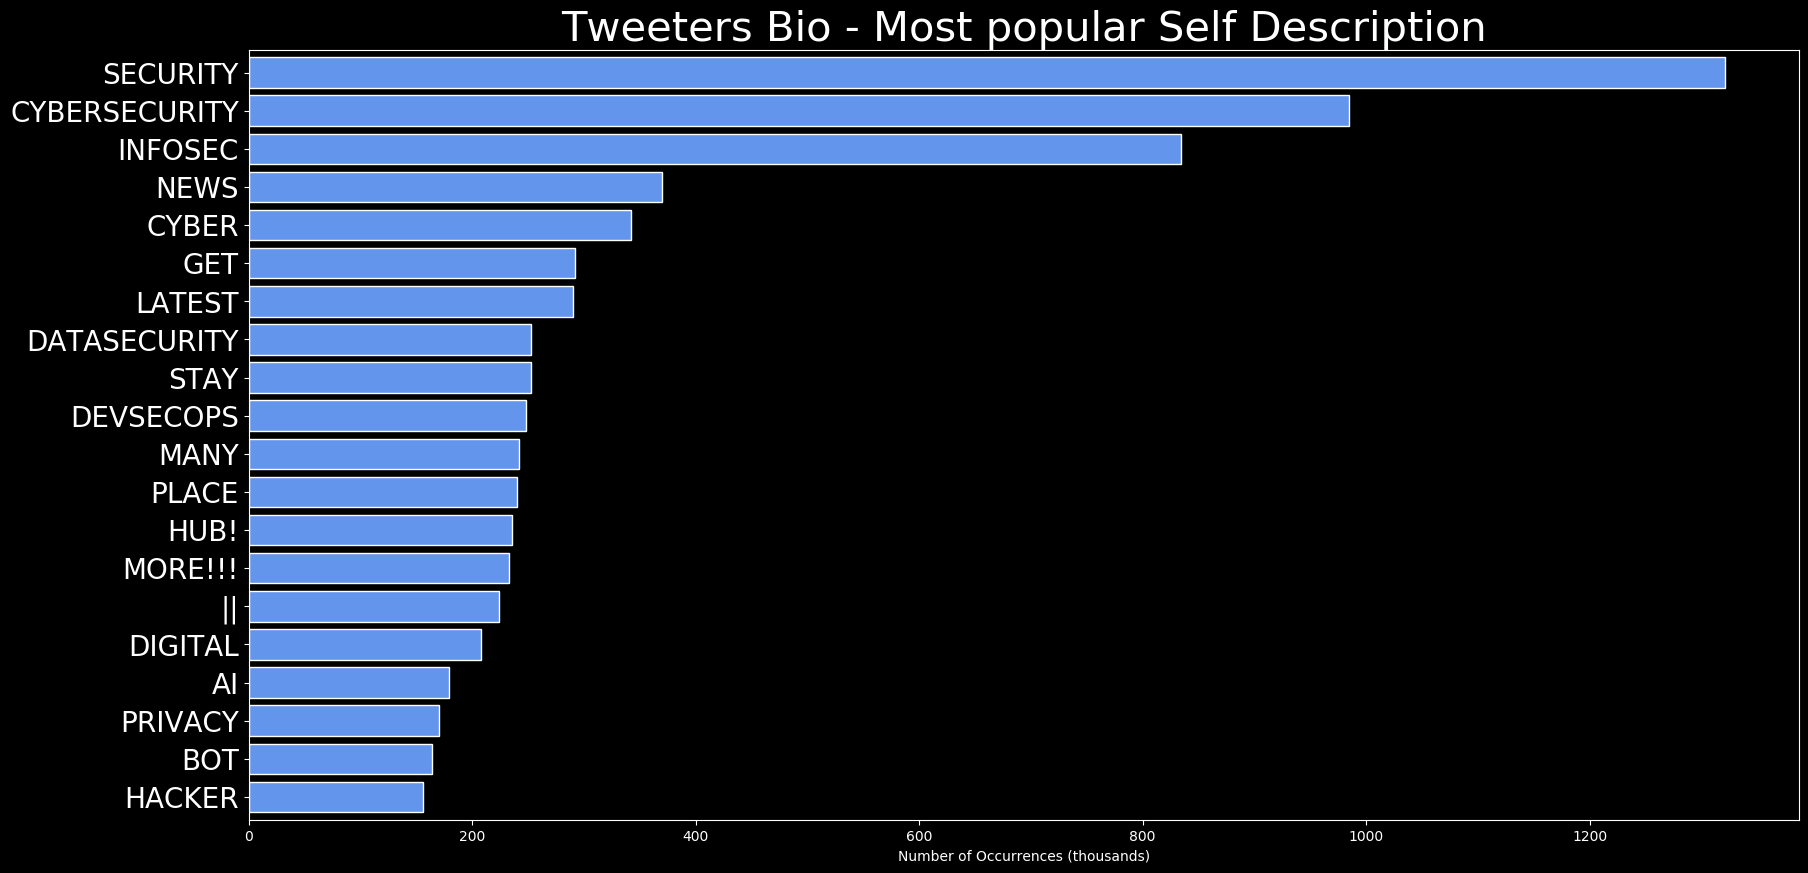 Tweeters Bio - Most popular Self Description
SECURITY
CYBERSECURITY
INFOSEC
NEWS
CYBER
GET
LATEST
DATASECURITY
STAY
DEVSECOPS
MANY
PLACE
HUB!
MORE!!!
||
DIGITAL
AI
PRIVACY
BOT
HACKER
0 200 400 600 800 1000 1200
Number of Occurrences (thousands)